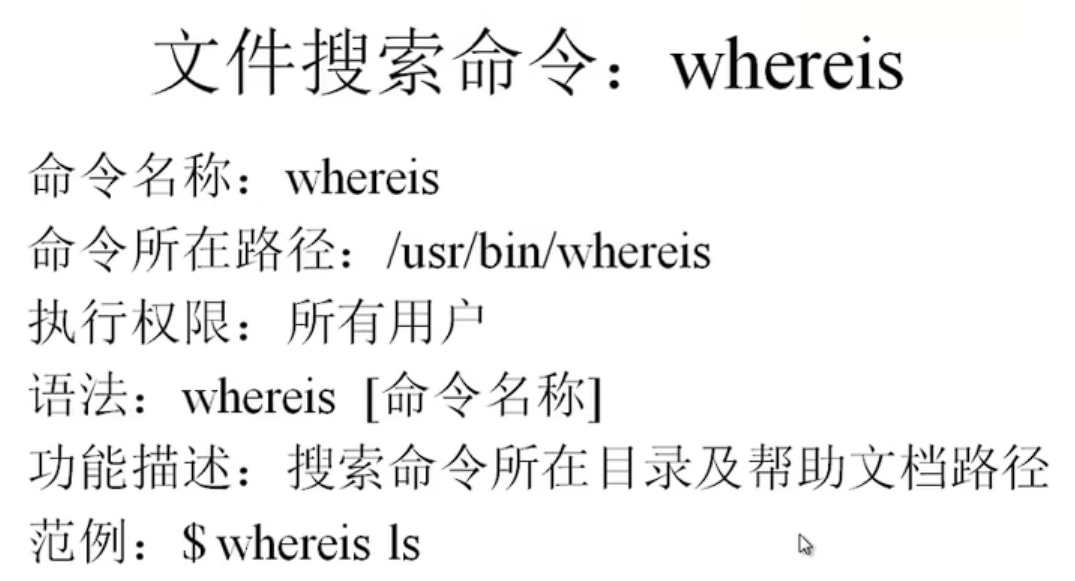 文件搜索命令：whereis
命令名称：whereis
命令所在路径：/usr/bin/whereis
执行权限：所有用户
语法：whereis [命令名称]
功能描述：搜索命令所在目录及帮助文档路径
范例：$ whereis ls